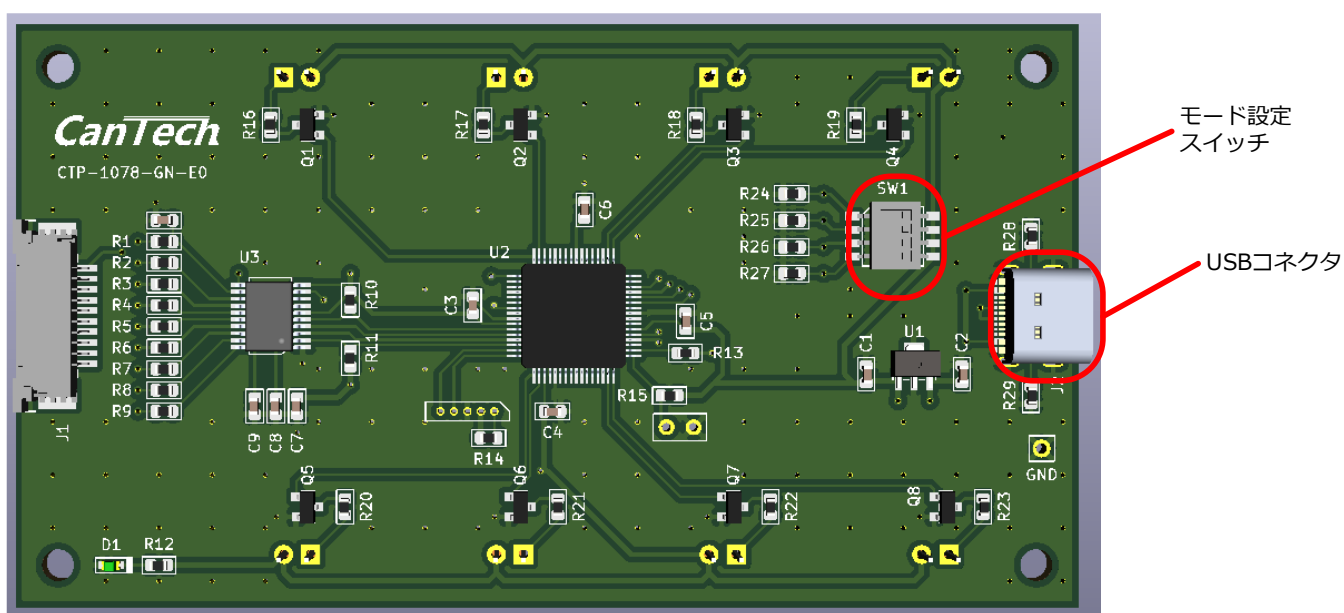 R16
Q1
R17
Q2
R18
Q3
R19
Q4
CanTech
CTP-1078-GN-E0
モード設定
スイッチ
SW1
R24
R25
R26
R27
C6
U2
U3
R1
R2
R3
R4
R5
R6
R7
R8
R9
J1
R10
R11
C3
C5
R13
R15
C4
R14
C9
C8
C7
C1
U1
C2
R28
USBコネクタ
R29
GND
Q5
R20
Q6
R21
Q7
R22
Q8
R23
D1
R12